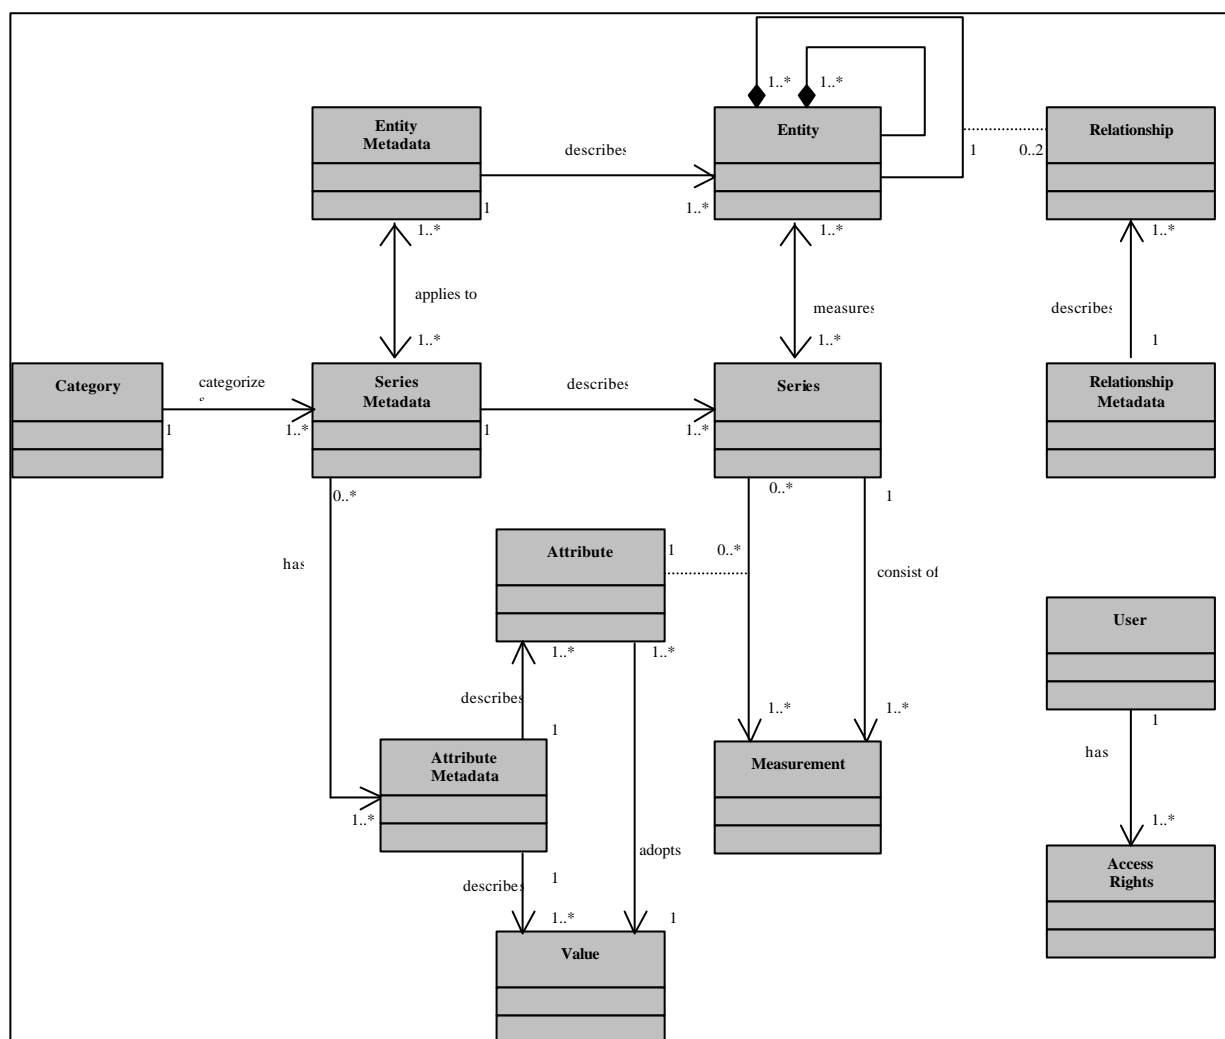 1..* 1..*
Entity
Metadata
Entity
Relationship
describes
1 0..2
1 1..*
1..* 1..* 1..*
applies to
measures
describes
1..* 1..* 1
Category
categorize
s
Series
Metadata
describes
Series
Relationship
Metadata
1 1..* 1 1..*
0..* 0..* 1
Attribute
1 0..*
has
consist of
User
1..* 1..*
describes
1..* 1..*
1
1
Attribute
Metadata
Measurement
has
1..*
1..*
adopts
Access
Rights
describes
1
1..* 1
Value